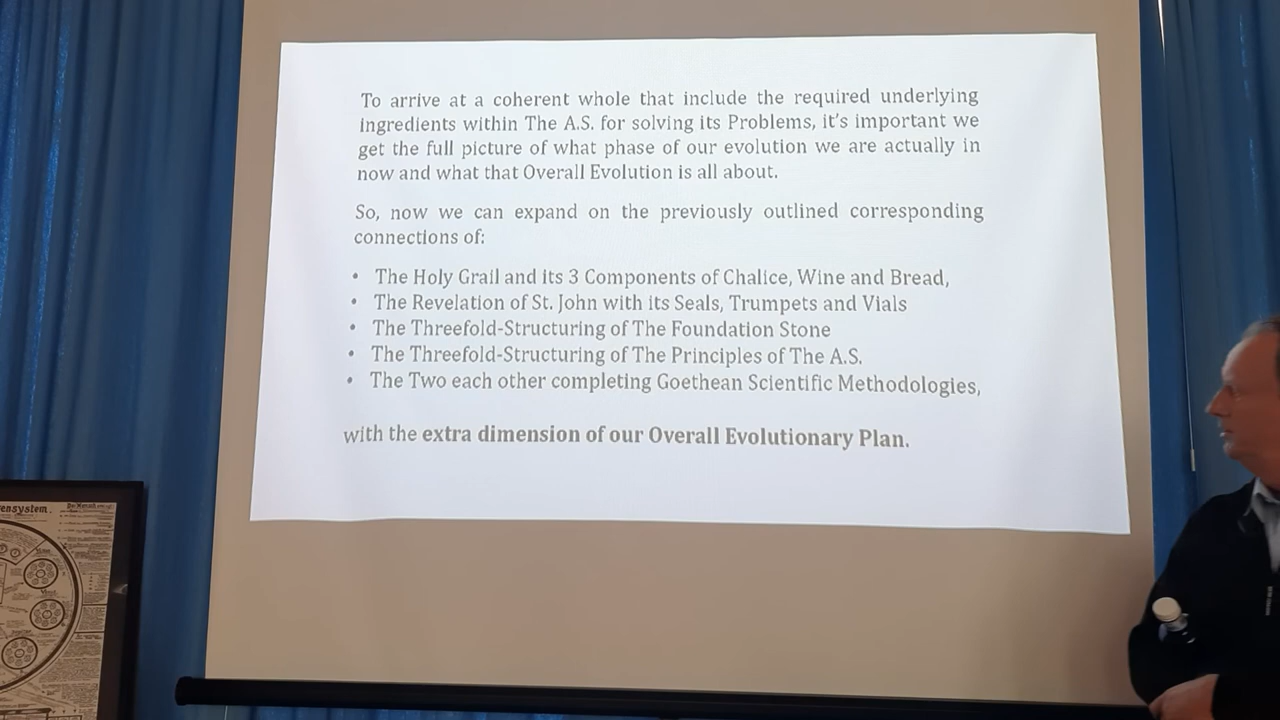 To arrive at a coherent whole that include the required underlying
ingredients within The A.S. for solving its Problems, it's important we
get the full picture of what phase of our evolution we are actually in
now and what that Overall Evolution is all about.
So, now we can expand on the previously outlined corresponding
connections of:
• The Holy Grail and its 3 Components of Chalice, Wine and Bread,
• The Revelation of St. John with its Seals, Trumpets and Vials
• The Threefold-Structuring of The Foundation Stone
• The Threefold-Structuring of The Principles of The A.S.
• The Two each other completing Goethean Scientific Methodologies,
with the extra dimension of our Overall Evolutionary Plan.
ensystem.